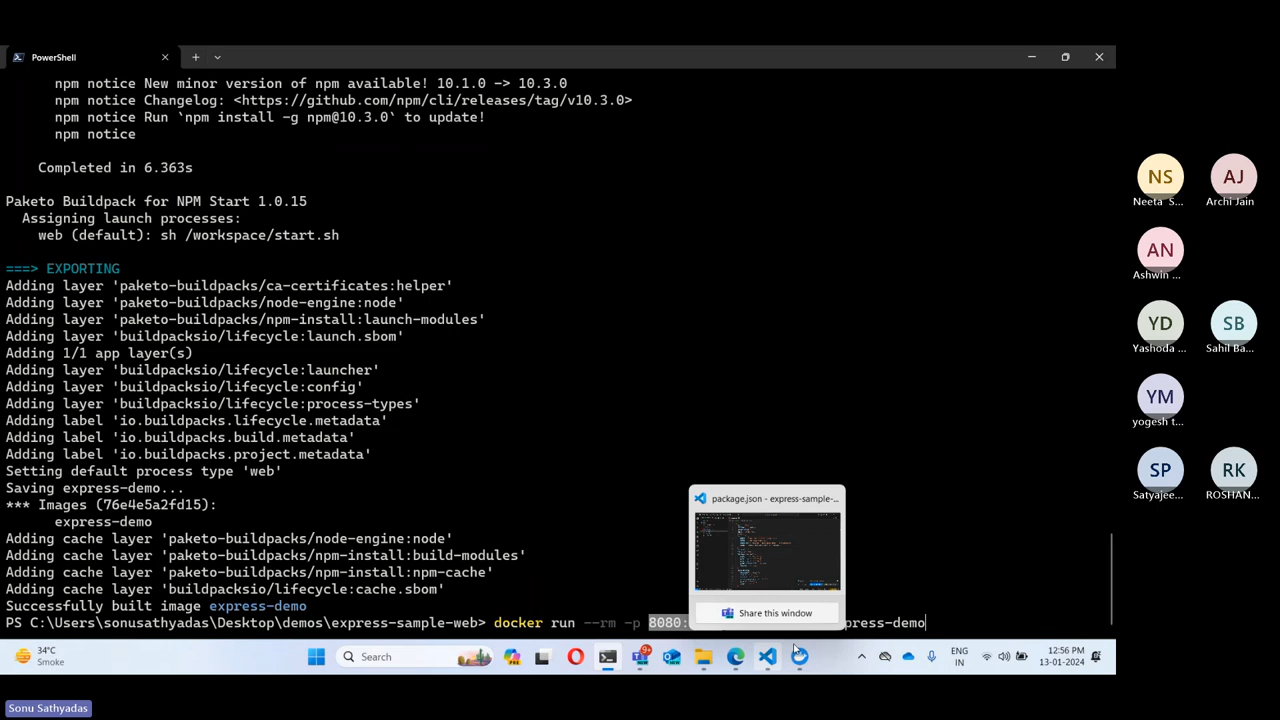 PowerShell
npm notice New minor version of npm available! 10.1.0 -> 10.3.0
npm notice Changelog: <https://github.com/npm/cli/releases/tag/v10.3.0>
npm notice Run `npm install -g npm@10.3.0` to update!
npm notice
Completed in 6.363s
Paketo Buildpack for NPM Start 1.0.15
Assigning launch processes:
web (default): sh /workspace/start.sh
===> EXPORTING
Adding layer 'paketo-buildpacks/ca-certificates:helper'
Adding layer 'paketo-buildpacks/node-engine:node'
Adding layer 'paketo-buildpacks/npm-install:launch-modules'
Adding layer 'buildpacksio/lifecycle:launch.sbom'
Adding 1/1 app layer(s)
Adding layer 'buildpacksio/lifecycle:launcher'
Adding layer 'buildpacksio/lifecycle:config'
Adding layer 'buildpacksio/lifecycle:process-types'
Adding label 'io.buildpacks.lifecycle.metadata'
Adding label 'io.buildpacks.build.metadata'
Adding label 'io.buildpacks.project.metadata'
Setting default process type 'web'
Saving express-demo...
*** Images (76e4e5a2fd15):
express-demo
Adding cache layer 'paketo-buildpacks/node-engine:node'
Adding cache layer 'paketo-buildpacks/npm-install:build-modules'
Adding cache layer 'paketo-buildpacks/npm-install:npm-cache'
Adding cache layer 'buildpacksio/lifecycle:cache.sbom'
Successfully built image express-demo
PS C:\Users\sonusathyadas\Desktop\demos\express-sample-web> docker run --rm -p 8080: press-demo
package.json - express-sample-...
Share this window
34°C
Smoke
Search
9+
ENG
IN
12:56 PM
13-01-2024
NS
Neeta S...
AJ
Archi Jain
AN
Ashwin ...
YD
Yashoda ...
SB
Sahil Ba...
YM
yogesh t...
SP
Satyajee...
RK
ROSHAN...
Sonu Sathyadas